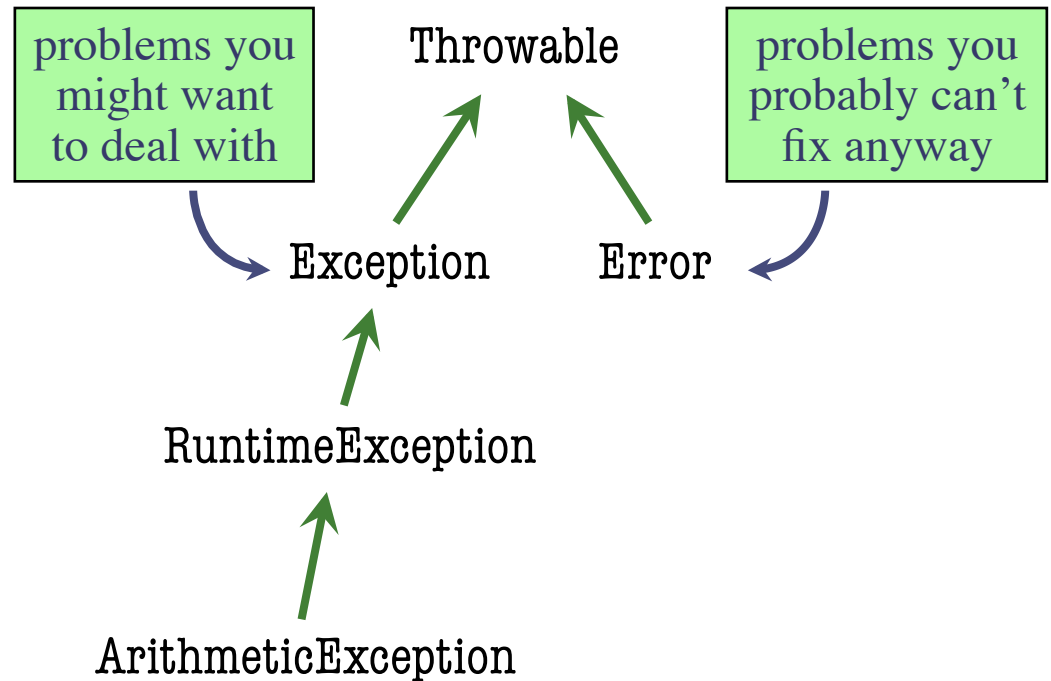 problems you
might want
to deal with
Throwable
problems you
probably can’t
fix anyway
Exception
Error
RuntimeException
ArithmeticException